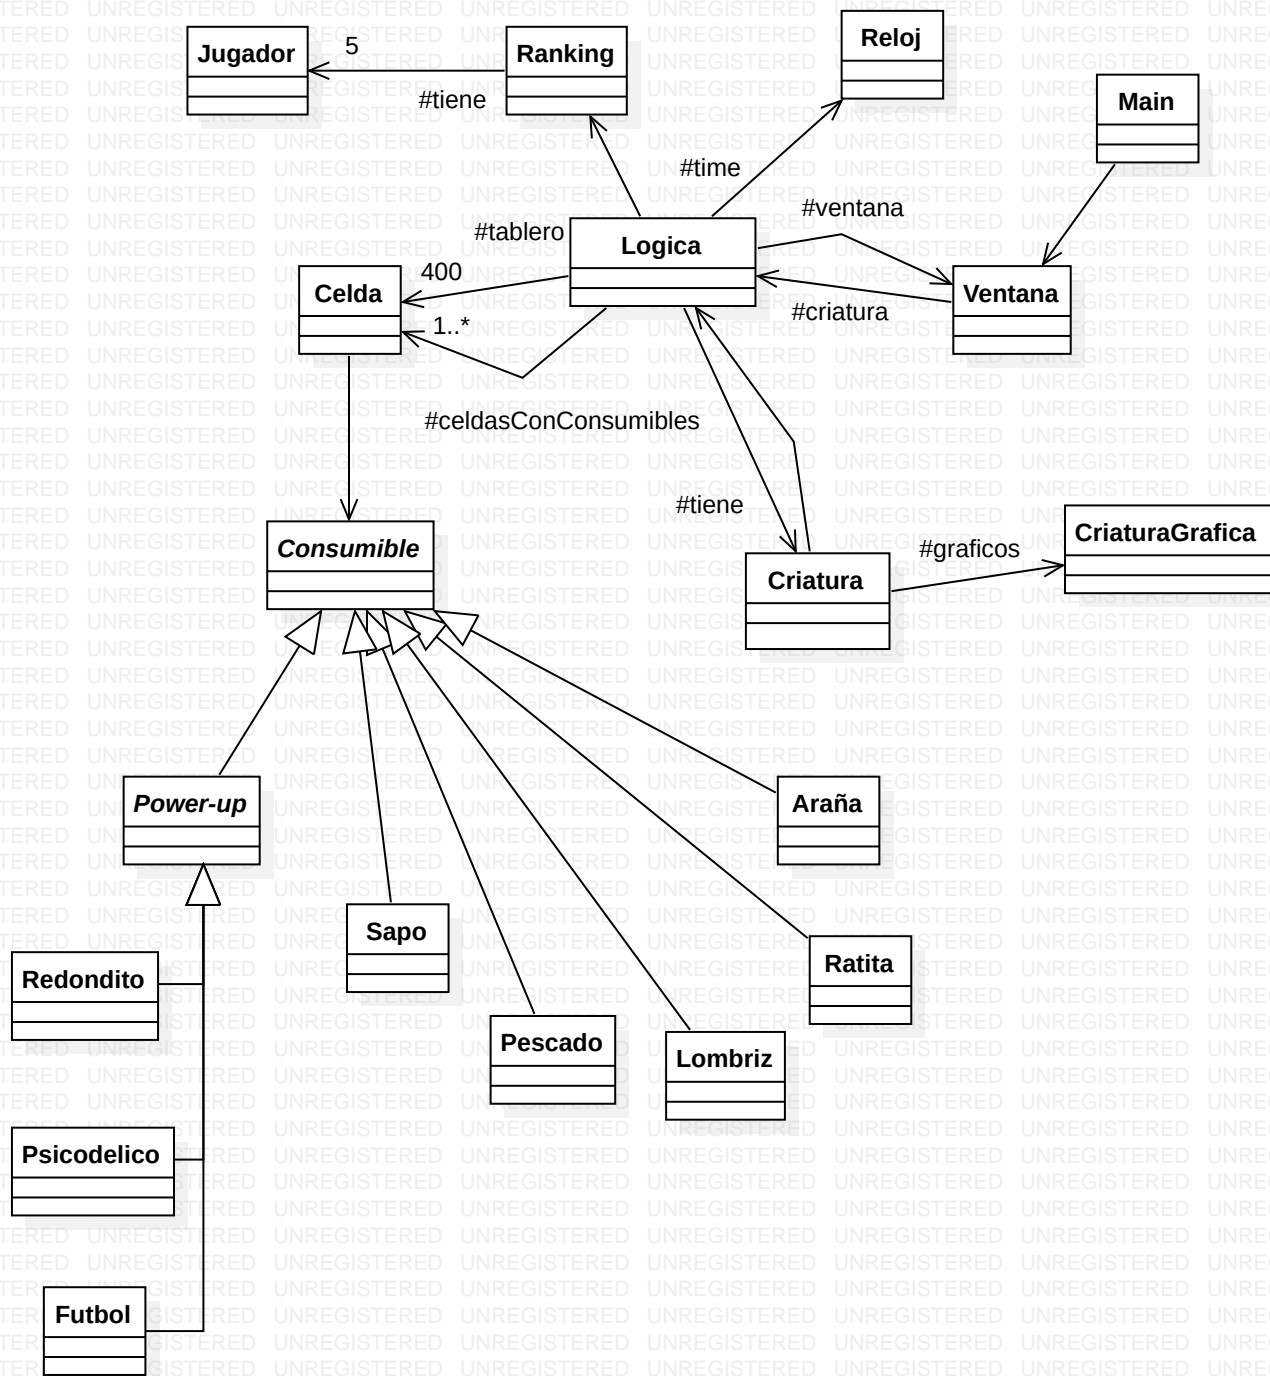 Reloj
Jugador
5
Ranking
#tiene
Main
#time
#ventana
#tablero
Logica
400
Celda
Ventana
#criatura
1..*
#celdasConConsumibles
#tiene
Consumible
#graficos
CriaturaGrafica
Criatura
Power-up
Araña
Sapo
Ratita
Redondito
Pescado
Lombriz
Psicodelico
Futbol
UNREGISTERED